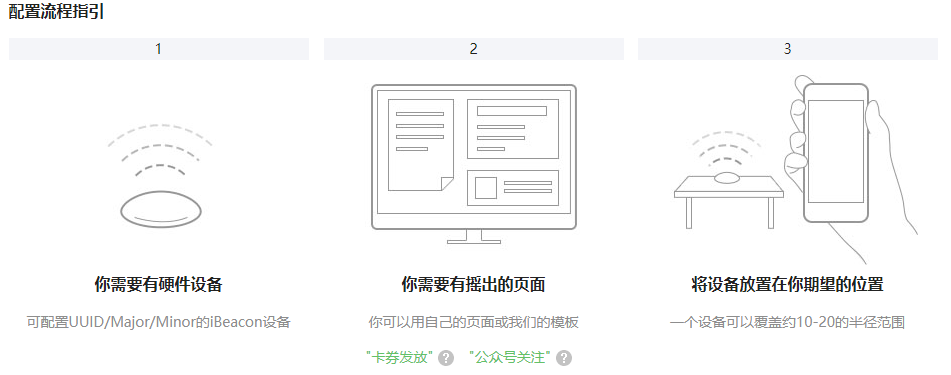 配置流程指引
1
2
3
你需要有硬件设备
你需要有摇出的页面
将设备放置在你期望的位置
可配置UUID/Major/Minor的iBeacon设备
你可以用自己的页面或我们的模板
一个设备可以覆盖约10-20的半径范围
"卡券发放" ? "公众号关注" ?